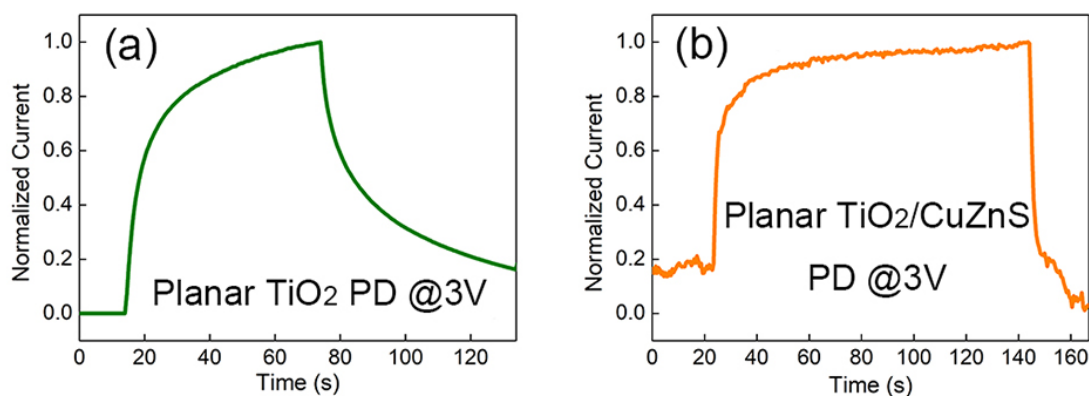 (a)
Normalized Current
1.0
0.8
0.6
0.4
0.2
0.0
Planar TiO2 PD @3V
0 20 40 60 80 100 120
Time (s)
(b)
Normalized Current
1.0
0.8
0.6
0.4
0.2
0.0
Planar TiO2/CuZnS
PD @3V
0 20 40 60 80 100 120 140 160
Time (s)